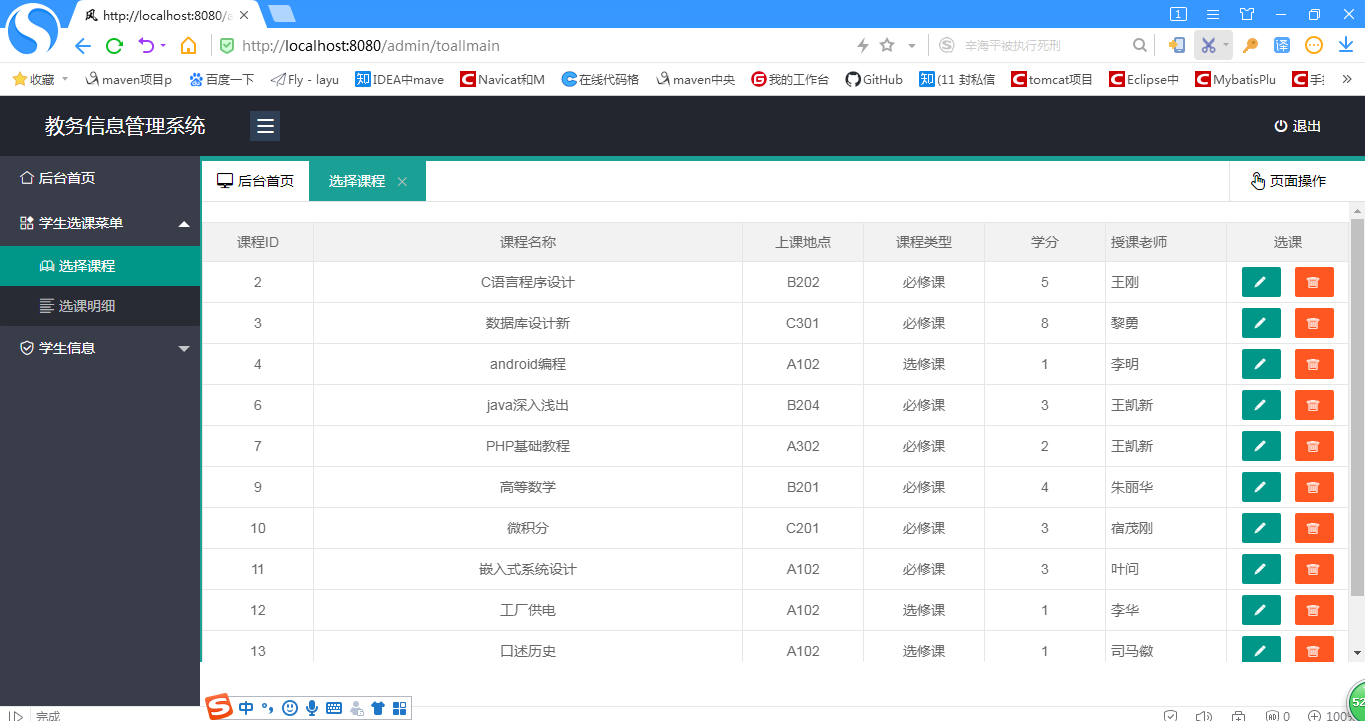 http://localhost:8080/a
1
http://localhost:8080/admin/toallmain
辛海平被执行死刑
译
收藏
maven项目p
百度一下
Fly - layu
知 IDEA中mave
C Navicat和M
C 在线代码格
maven中央
G 我的工作台
GitHub
知 (11 封私信
C tomcat项目
C Eclipse中
C MybatisPlu
C
教务信息管理系统
退出
后台首页
学生选课菜单
选择课程
选课明细
学生信息
后台首页
选择课程
页面操作
课程ID 课程名称 上课地点 课程类型 学分 授课老师 选课
2 C语言程序设计 B202 必修课 5 王刚
3 数据库设计新 C301 必修课 8 黎勇
4 android编程 A102 选修课 1 李明
6 java深入浅出 B204 必修课 3 王凯新
7 PHP基础教程 A302 必修课 2 王凯新
9 高等数学 B201 必修课 4 朱丽华
10 微积分 C201 必修课 3 宿茂刚
11 嵌入式系统设计 A102 必修课 3 叶问
12 工厂供电 A102 选修课 1 李华
13 口述历史 A102 选修课 1 司马徽
中
完成
0
52